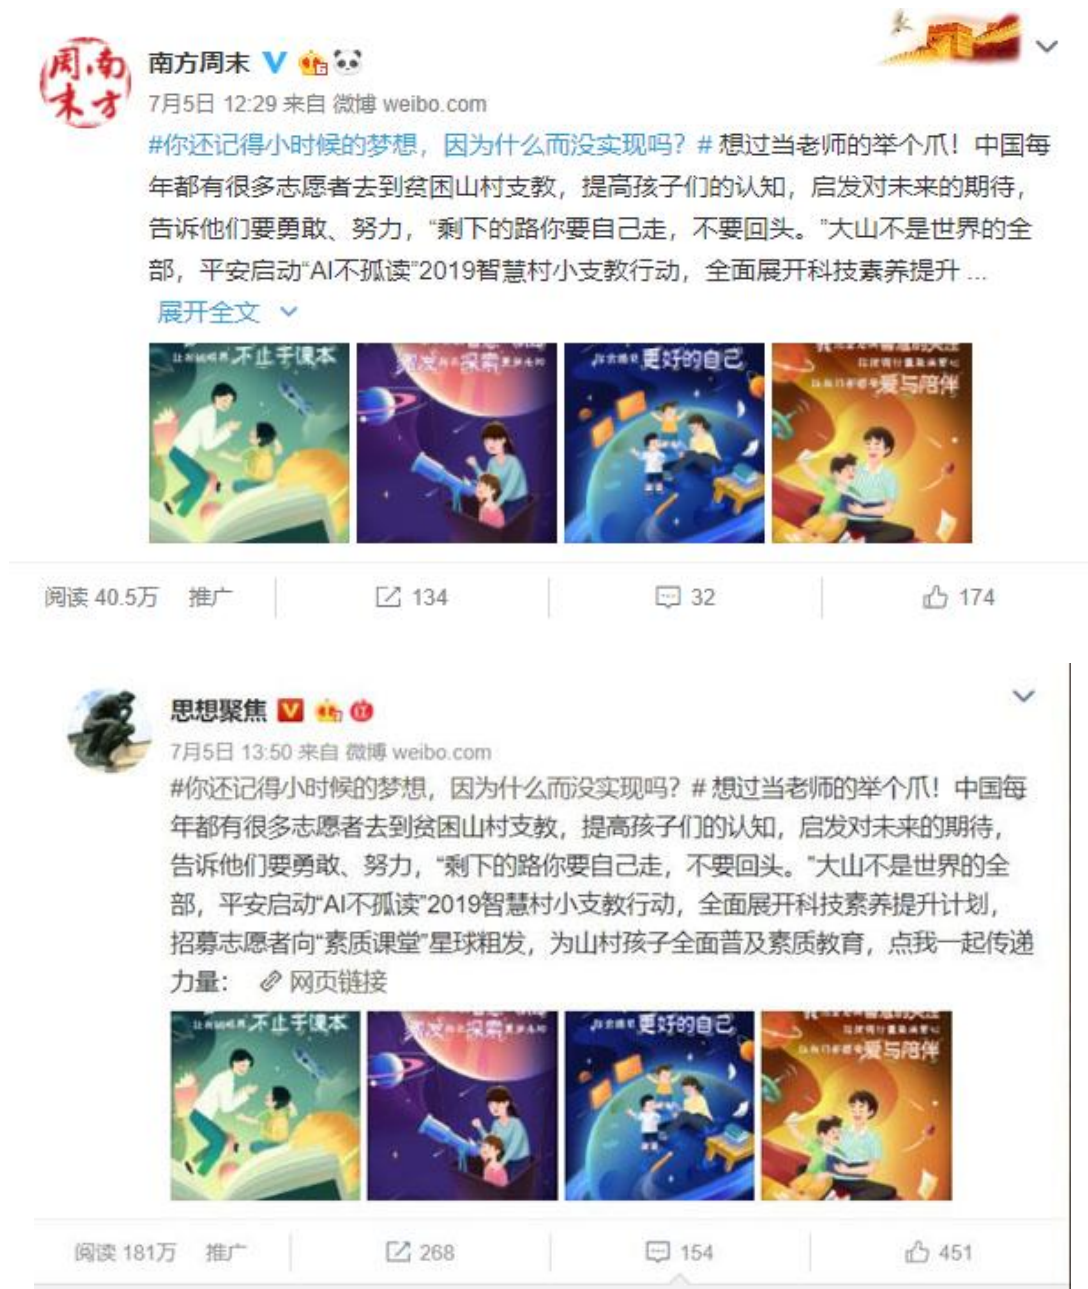 周南
末方
南方周末
7月5日 12:29 来自 微博 weibo.com
#你还记得小时候的梦想，因为什么而没实现吗？# 想过当老师的举个爪！中国每
年都有很多志愿者去到贫困山村支教，提高孩子们的认知，启发对未来的期待，
告诉他们要勇敢、努力，“剩下的路你要自己走，不要回头。”大山不是世界的全
部，平安启动“AI不孤读”2019智慧村小支教行动，全面展开科技素养提升 ...
展开全文
不止于课本
激发 探索
更好的自己
爱与陪伴
阅读 40.5万 推广 134 32 174
思想聚焦
7月5日 13:50 来自 微博 weibo.com
#你还记得小时候的梦想，因为什么而没实现吗？# 想过当老师的举个爪！中国每
年都有很多志愿者去到贫困山村支教，提高孩子们的认知，启发对未来的期待，
告诉他们要勇敢、努力，“剩下的路你要自己走，不要回头。”大山不是世界的全
部，平安启动“AI不孤读”2019智慧村小支教行动，全面展开科技素养提升计划，
招募志愿者向“素质课堂”星球粗发，为山村孩子全面普及素质教育，点我一起传递
力量： 网页链接
不止于课本
激发 探索
更好的自己
爱与陪伴
阅读 181万 推广 268 154 451